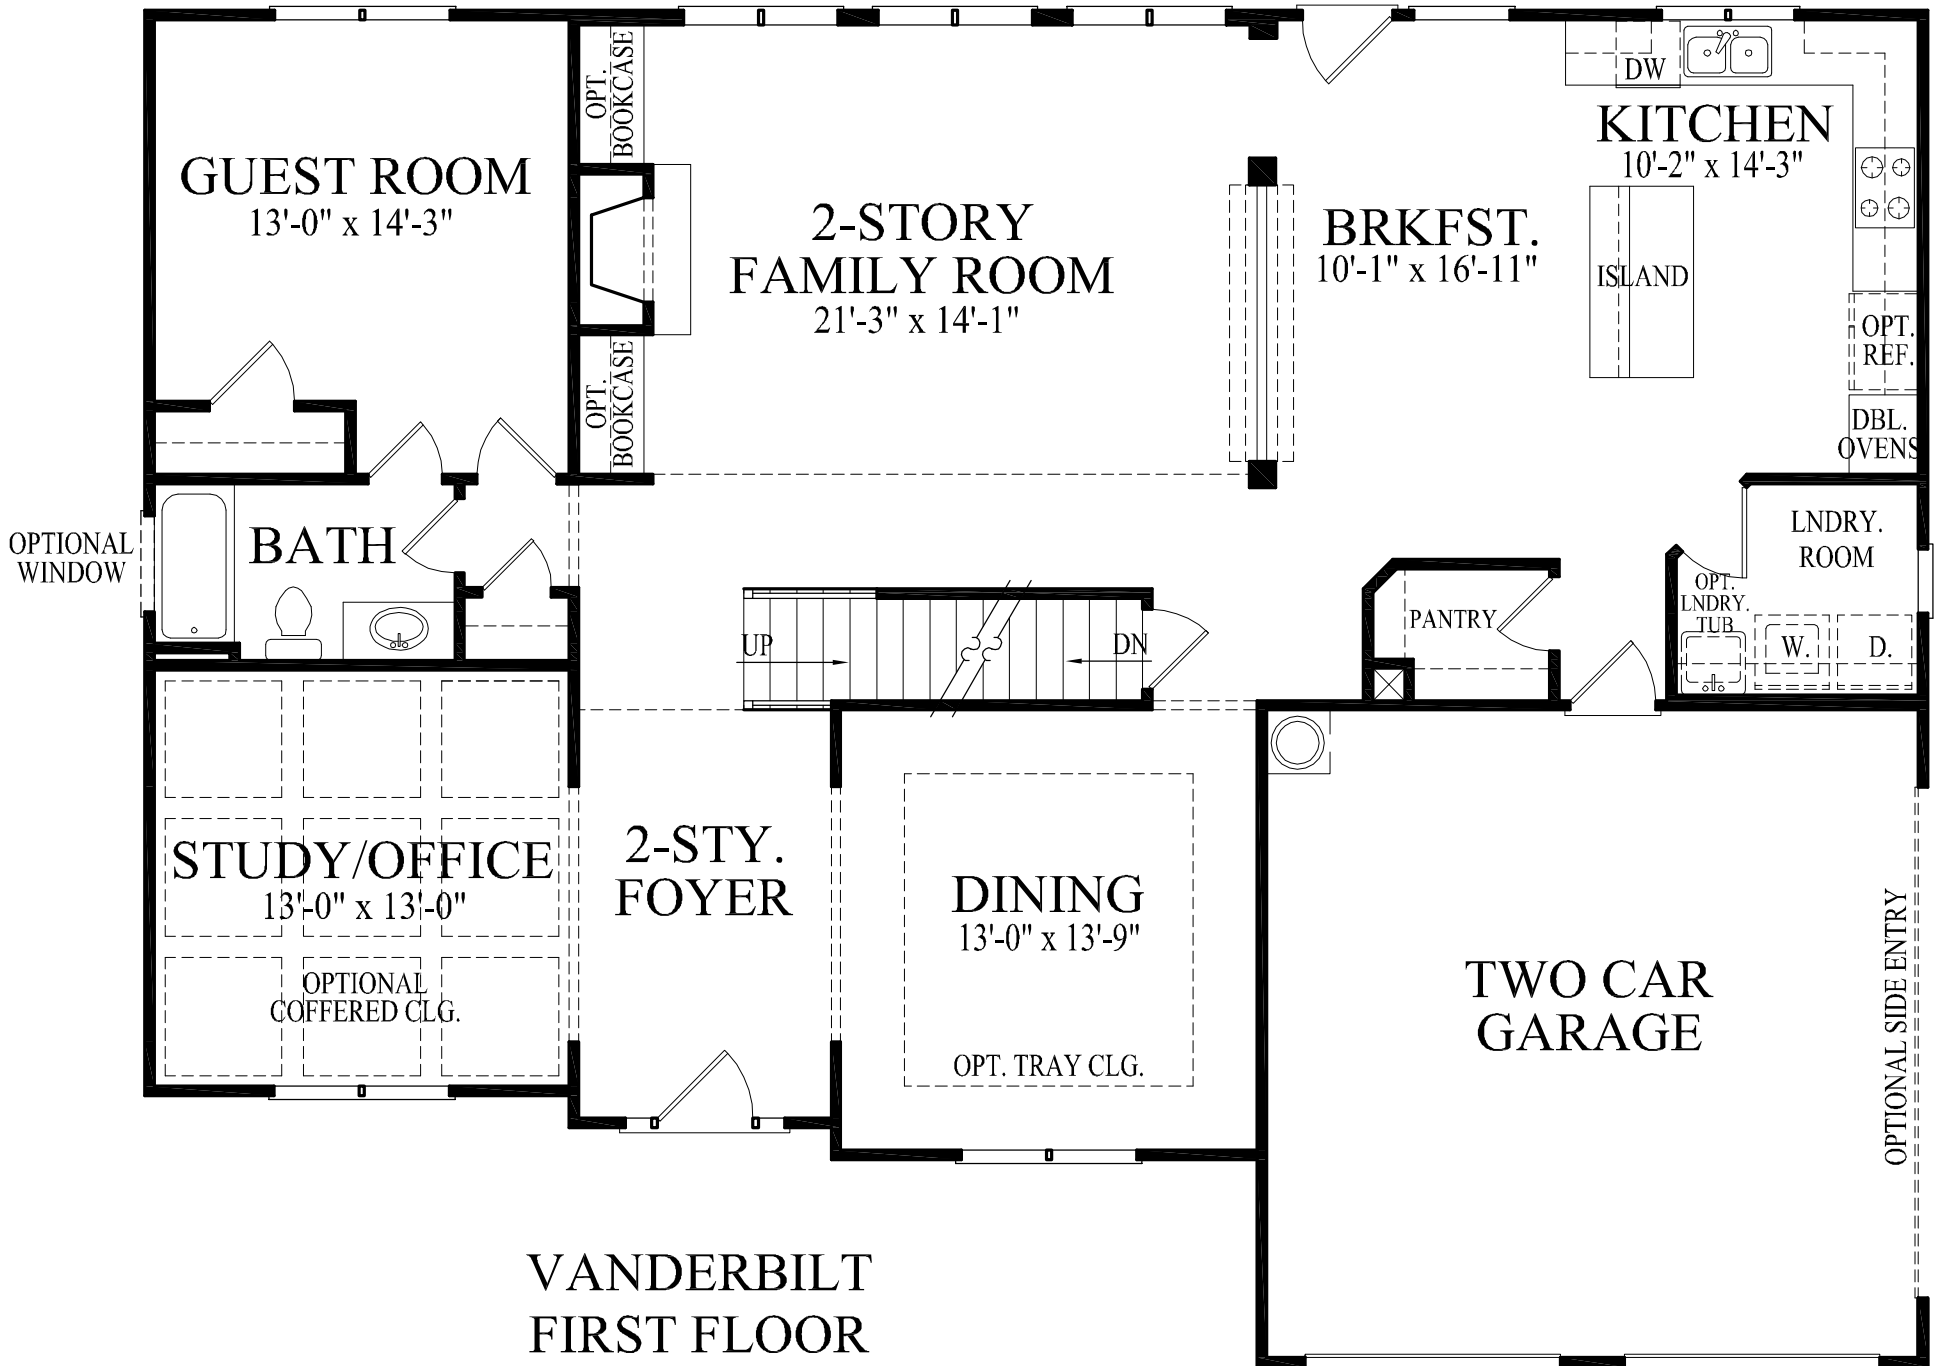 OPT.
BOOKCASE
DW
KITCHEN
10'-2" x 14'-3"
GUEST ROOM
13'-0" x 14'-3"
2-STORY
FAMILY ROOM
21'-3" x 14'-1"
BRKFST.
10'-1" x 16'-11"
ISLAND
OPT.
REF.
OPT.
BOOKCASE
DBL.
OVENS
OPTIONAL
WINDOW
BATH
LNDRY.
ROOM
OPT.
LNDRY.
TUB
PANTRY
UP
DN
W.
D.
STUDY/OFFICE
13'-0" x 13'-0"
OPTIONAL
COFFERED CLG.
2-STY.
FOYER
DINING
13'-0" x 13'-9"
OPT. TRAY CLG.
TWO CAR
GARAGE
OPTIONAL SIDE ENTRY
VANDERBILT
FIRST FLOOR